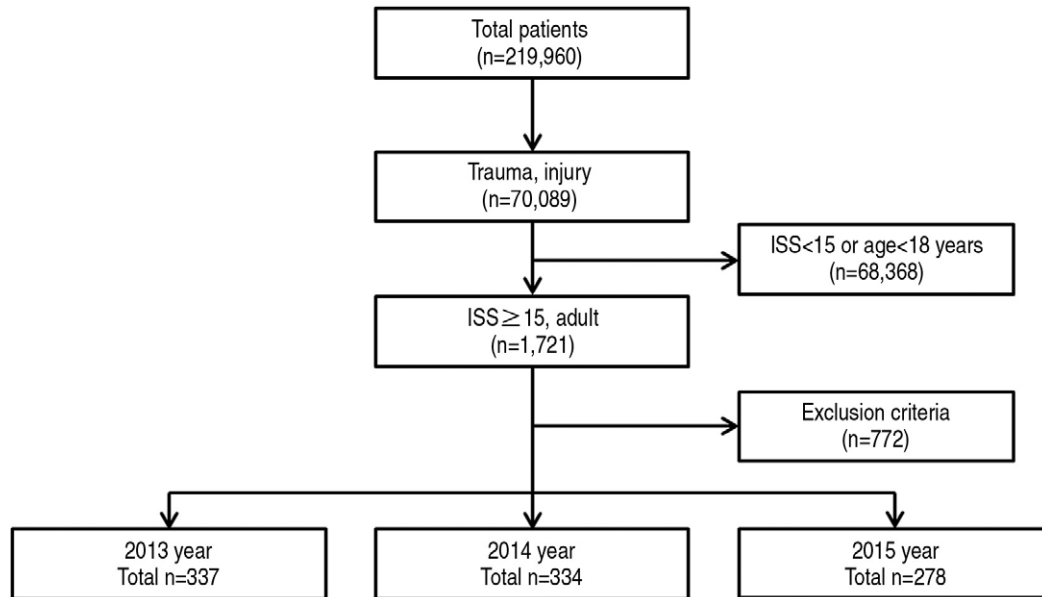 Total patients
(n=219,960)
Trauma, injury
(n=70,089)
ISS<15 or age<18 years
(n=68,368)
ISS≥15, adult
(n=1,721)
Exclusion criteria
(n=772)
2013 year
Total n=337
2014 year
Total n=334
2015 year
Total n=278